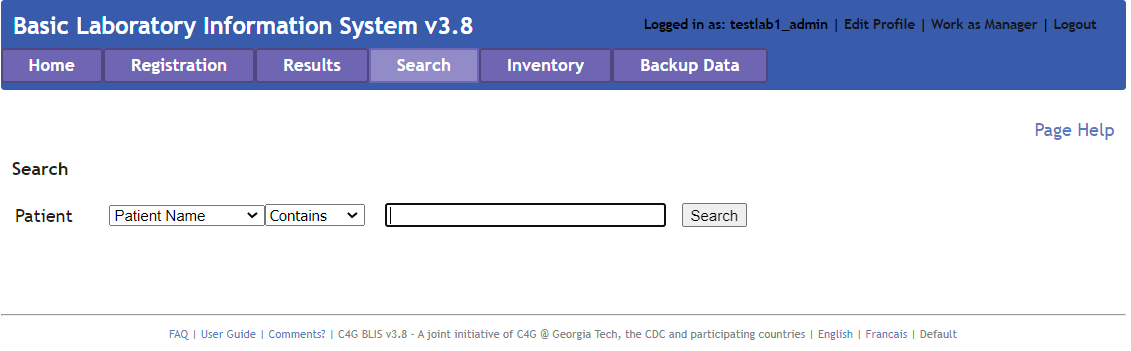 Basic Laboratory Information System v3.8
Logged in as: testlab1_admin | Edit Profile | Work as Manager | Logout
Home Registration Results Search Inventory Backup Data
Page Help
Search
Patient Patient Name Contains Search
FAQ | User Guide | Comments? | C4G BLIS v3.8 - A joint initiative of C4G @ Georgia Tech, the CDC and participating countries | English | Francais | Default